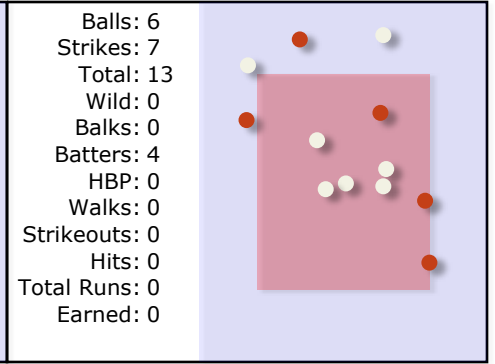 Balls: 6
Strikes: 7
Total: 13
Wild: 0
Balks: 0
Batters: 4
HBP: 0
Walks: 0
Strikeouts: 0
Hits: 0
Total Runs: 0
Earned: 0